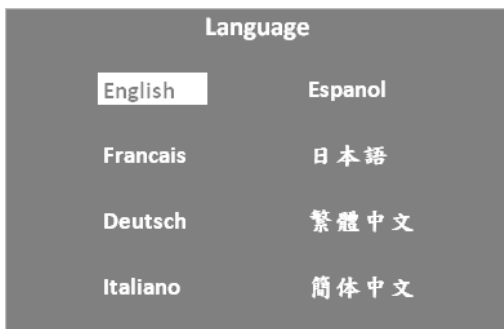 Language
English Espanol
Francais 日本語
Deutsch 繁體中文
Italiano 簡体中文